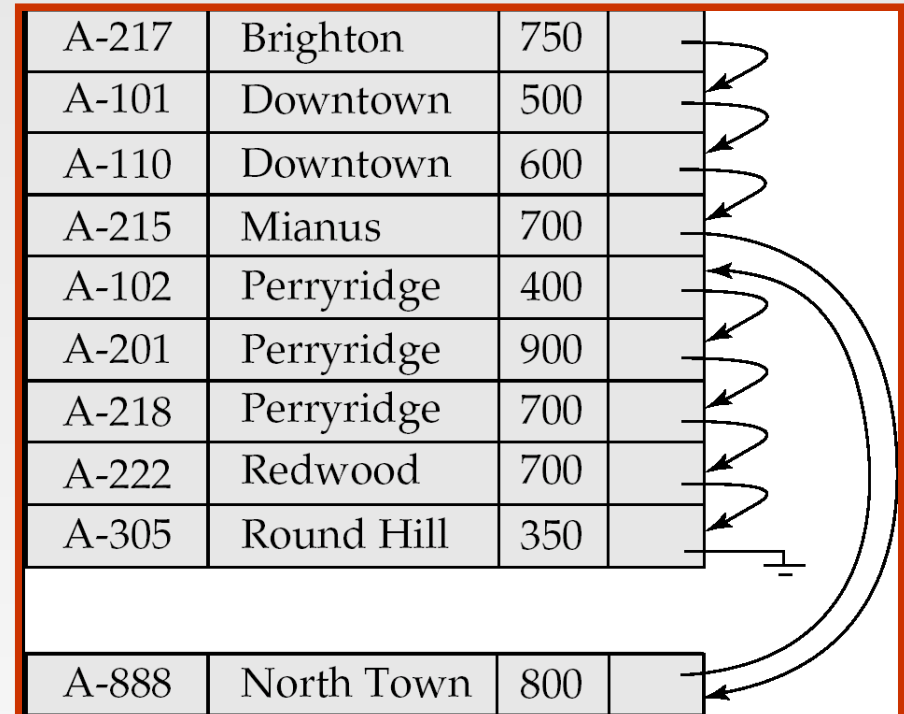 A-217 Brighton 750
A-101 Downtown 500
A-110 Downtown 600
A-215 Mianus 700
A-102 Perryridge 400
A-201 Perryridge 900
A-218 Perryridge 700
A-222 Redwood 700
A-305 Round Hill 350
A-888 North Town 800